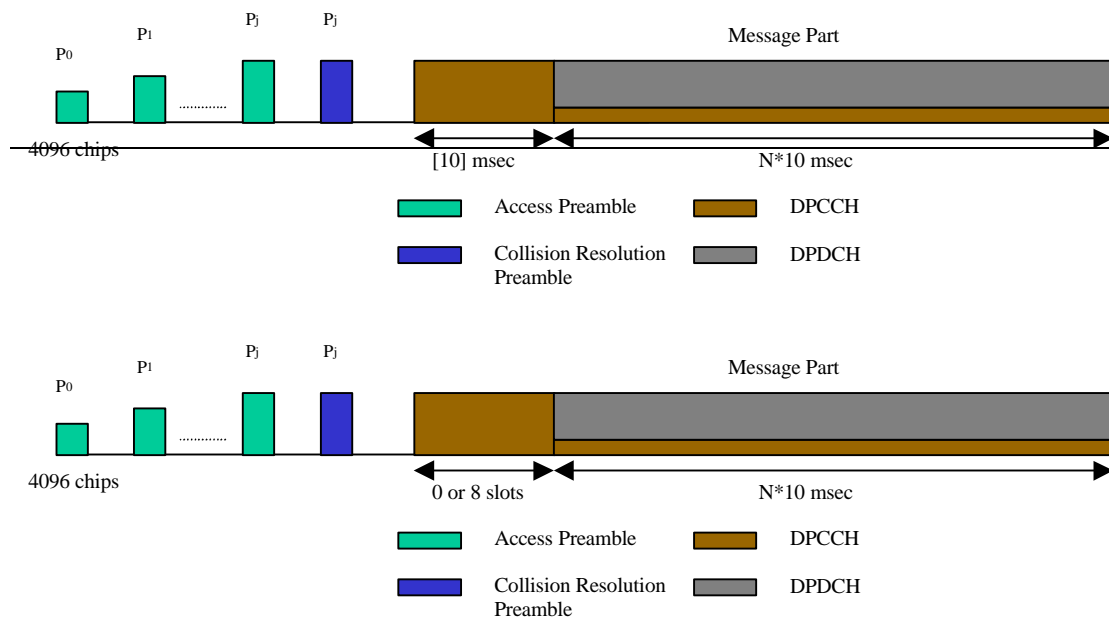 P0 P1 Pj Pj Message Part
4096 chips
[10] msec N*10 msec
Access Preamble DPCCH
Collision Resolution Preamble DPDCH
P0 P1 Pj Pj Message Part
4096 chips
0 or 8 slots N*10 msec
Access Preamble DPCCH
Collision Resolution Preamble DPDCH